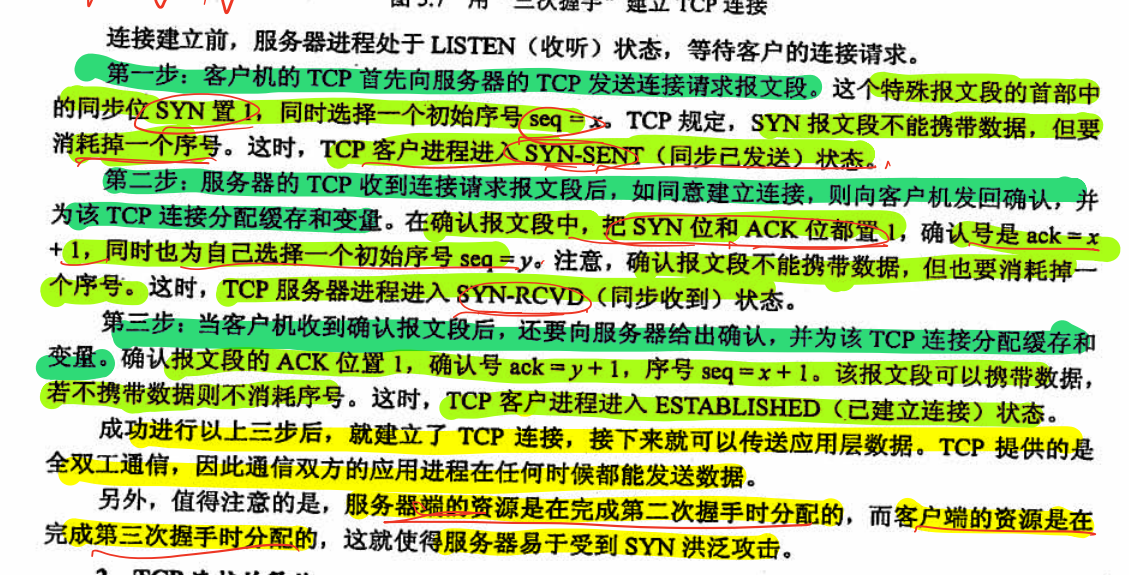 图 3.7 用"三次握手"建立 TCP 连接
连接建立前，服务器进程处于 LISTEN（收听）状态，等待客户的连接请求。
第一步：客户机的 TCP 首先向服务器的 TCP 发送连接请求报文段。这个特殊报文段的首部中
的同步位 SYN 置 1，同时选择一个初始序号 seq = x。TCP 规定，SYN 报文段不能携带数据，但要
消耗掉一个序号。这时，TCP 客户进程进入 SYN-SENT（同步已发送）状态。
第二步：服务器的 TCP 收到连接请求报文段后，如同意建立连接，则向客户机发回确认，并
为该 TCP 连接分配缓存和变量。在确认报文段中，把 SYN 位和 ACK 位都置 1，确认号是 ack = x
+ 1，同时也为自己选择一个初始序号 seq = y。注意，确认报文段不能携带数据，但也要消耗掉一
个序号。这时，TCP 服务器进程进入 SYN-RCVD（同步收到）状态。
第三步：当客户机收到确认报文段后，还要向服务器给出确认，并为该 TCP 连接分配缓存和
变量。确认报文段的 ACK 位置 1，确认号 ack = y + 1，序号 seq = x + 1。该报文段可以携带数据，
若不携带数据则不消耗序号。这时，TCP 客户进程进入 ESTABLISHED（已建立连接）状态。
成功进行以上三步后，就建立了 TCP 连接，接下来就可以传送应用层数据。TCP 提供的是
全双工通信，因此通信双方的应用进程在任何时候都能发送数据。
另外，值得注意的是，服务器端的资源是在完成第二次握手时分配的，而客户端的资源是在
完成第三次握手时分配的，这就使得服务器易于受到 SYN 洪泛攻击。